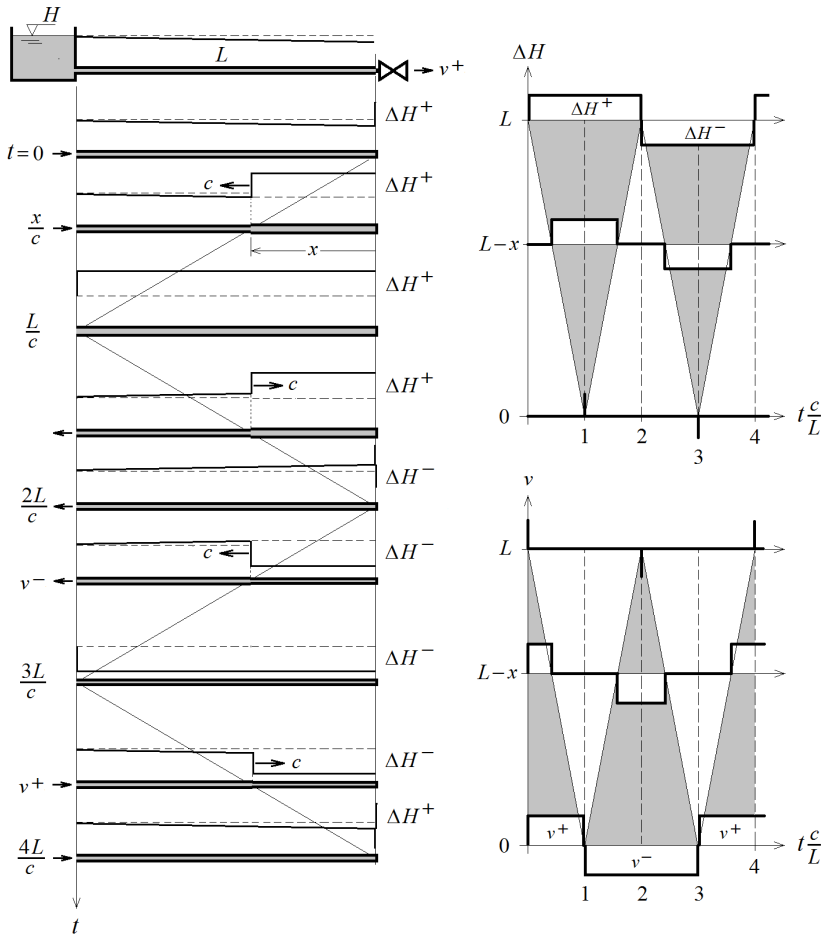 H
L
v⁺
ΔH⁺
t=0
c
ΔH⁺
x/c
x
ΔH⁺
L/c
c
ΔH⁺
ΔH⁻
2L/c
c
ΔH⁻
v⁻
ΔH⁻
3L/c
c
ΔH⁻
v⁺
ΔH⁺
4L/c
t
ΔH
ΔH⁺
L
ΔH⁻
L−x
0
1 2 3 4
t c/L
v
L
L−x
v⁺ v⁺
0
v⁻
t c/L
1 2 3 4